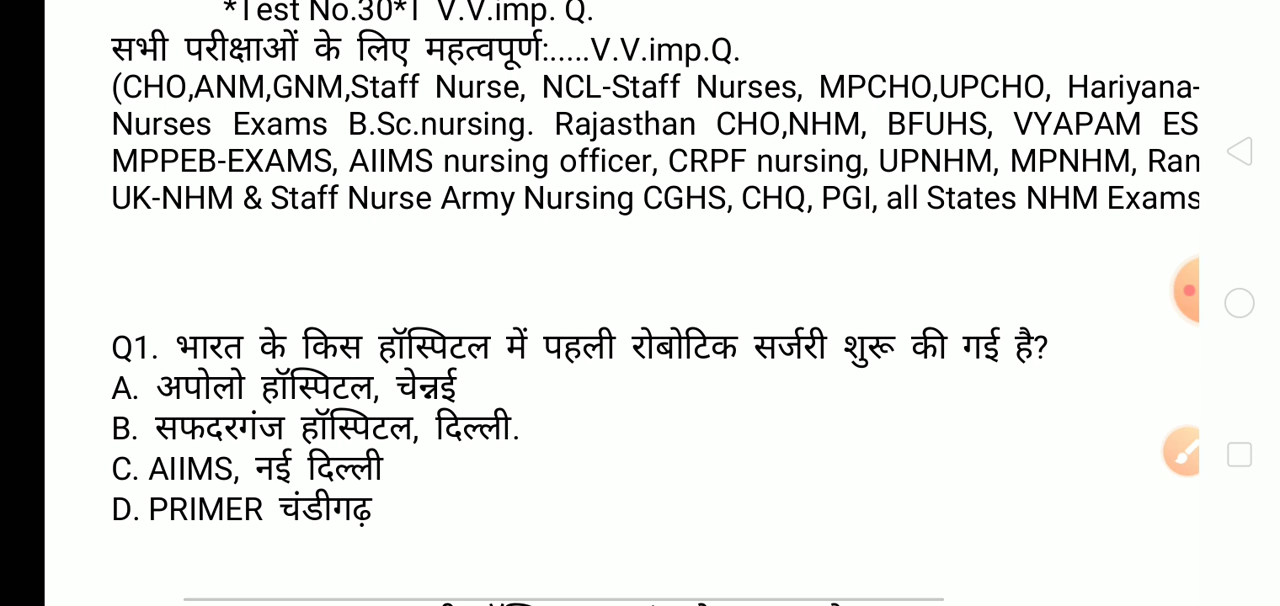 *Test No.30*1 V.V.imp. Q.
सभी परीक्षाओं के लिए महत्वपूर्ण:.....V.V.imp.Q.
(CHO,ANM,GNM,Staff Nurse, NCL-Staff Nurses, MPCHO,UPCHO, Hariyana-
Nurses Exams B.Sc.nursing. Rajasthan CHO,NHM, BFUHS, VYAPAM ES
MPPEB-EXAMS, AIIMS nursing officer, CRPF nursing, UPNHM, MPNHM, Ran
UK-NHM & Staff Nurse Army Nursing CGHS, CHQ, PGI, all States NHM Exams
Q1. भारत के किस हॉस्पिटल में पहली रोबोटिक सर्जरी शुरू की गई है?
A. अपोलो हॉस्पिटल, चेन्नई
B. सफदरगंज हॉस्पिटल, दिल्ली.
C. AIIMS, नई दिल्ली
D. PRIMER चंडीगढ़